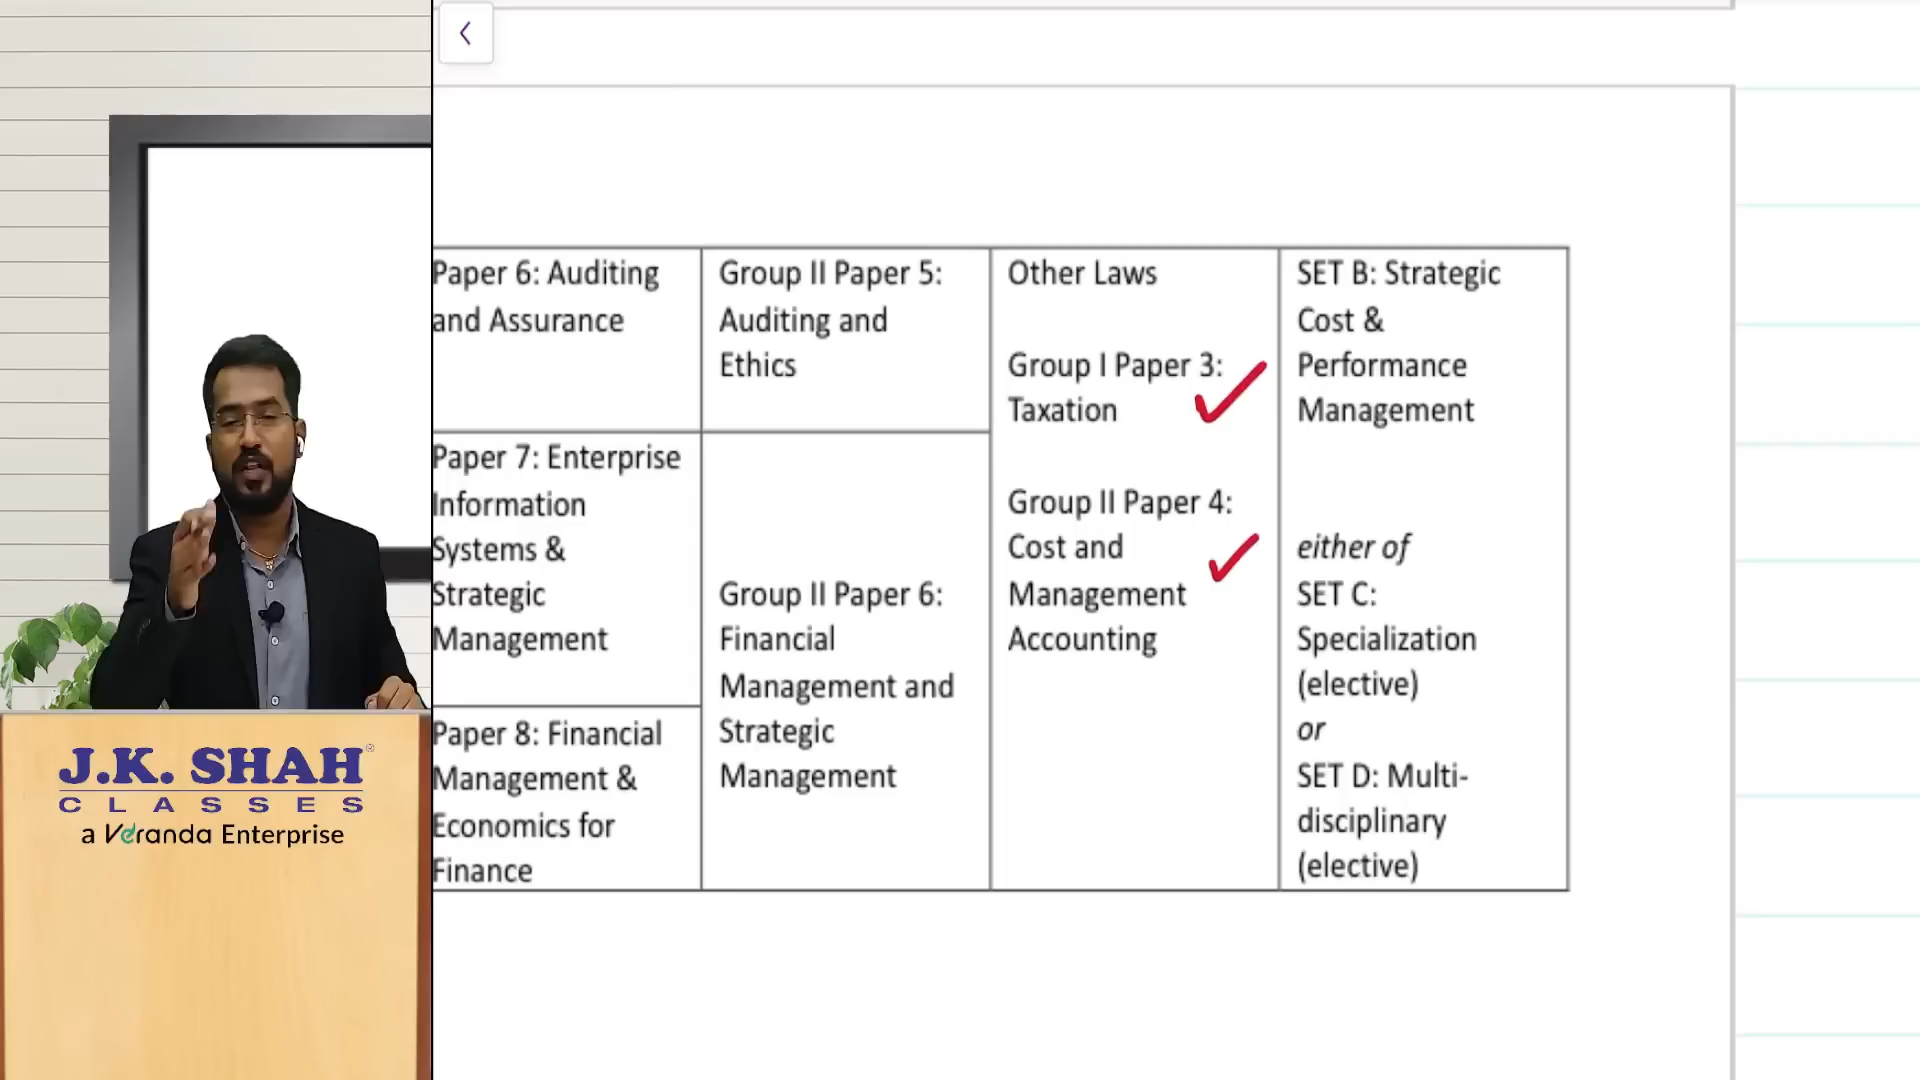 Paper 6: Auditing
and Assurance
Group II Paper 5:
Auditing and
Ethics
Other Laws
Group I Paper 3:
Taxation
Group II Paper 4:
Cost and
Management
Accounting
SET B: Strategic
Cost &
Performance
Management
either of
SET C:
Specialization
(elective)
or
SET D: Multi-
disciplinary
(elective)
Paper 7: Enterprise
Information
Systems &
Strategic
Management
Group II Paper 6:
Financial
Management and
Strategic
Management
Paper 8: Financial
Management &
Economics for
Finance
J.K. SHAH®
CLASSES
a Veranda Enterprise